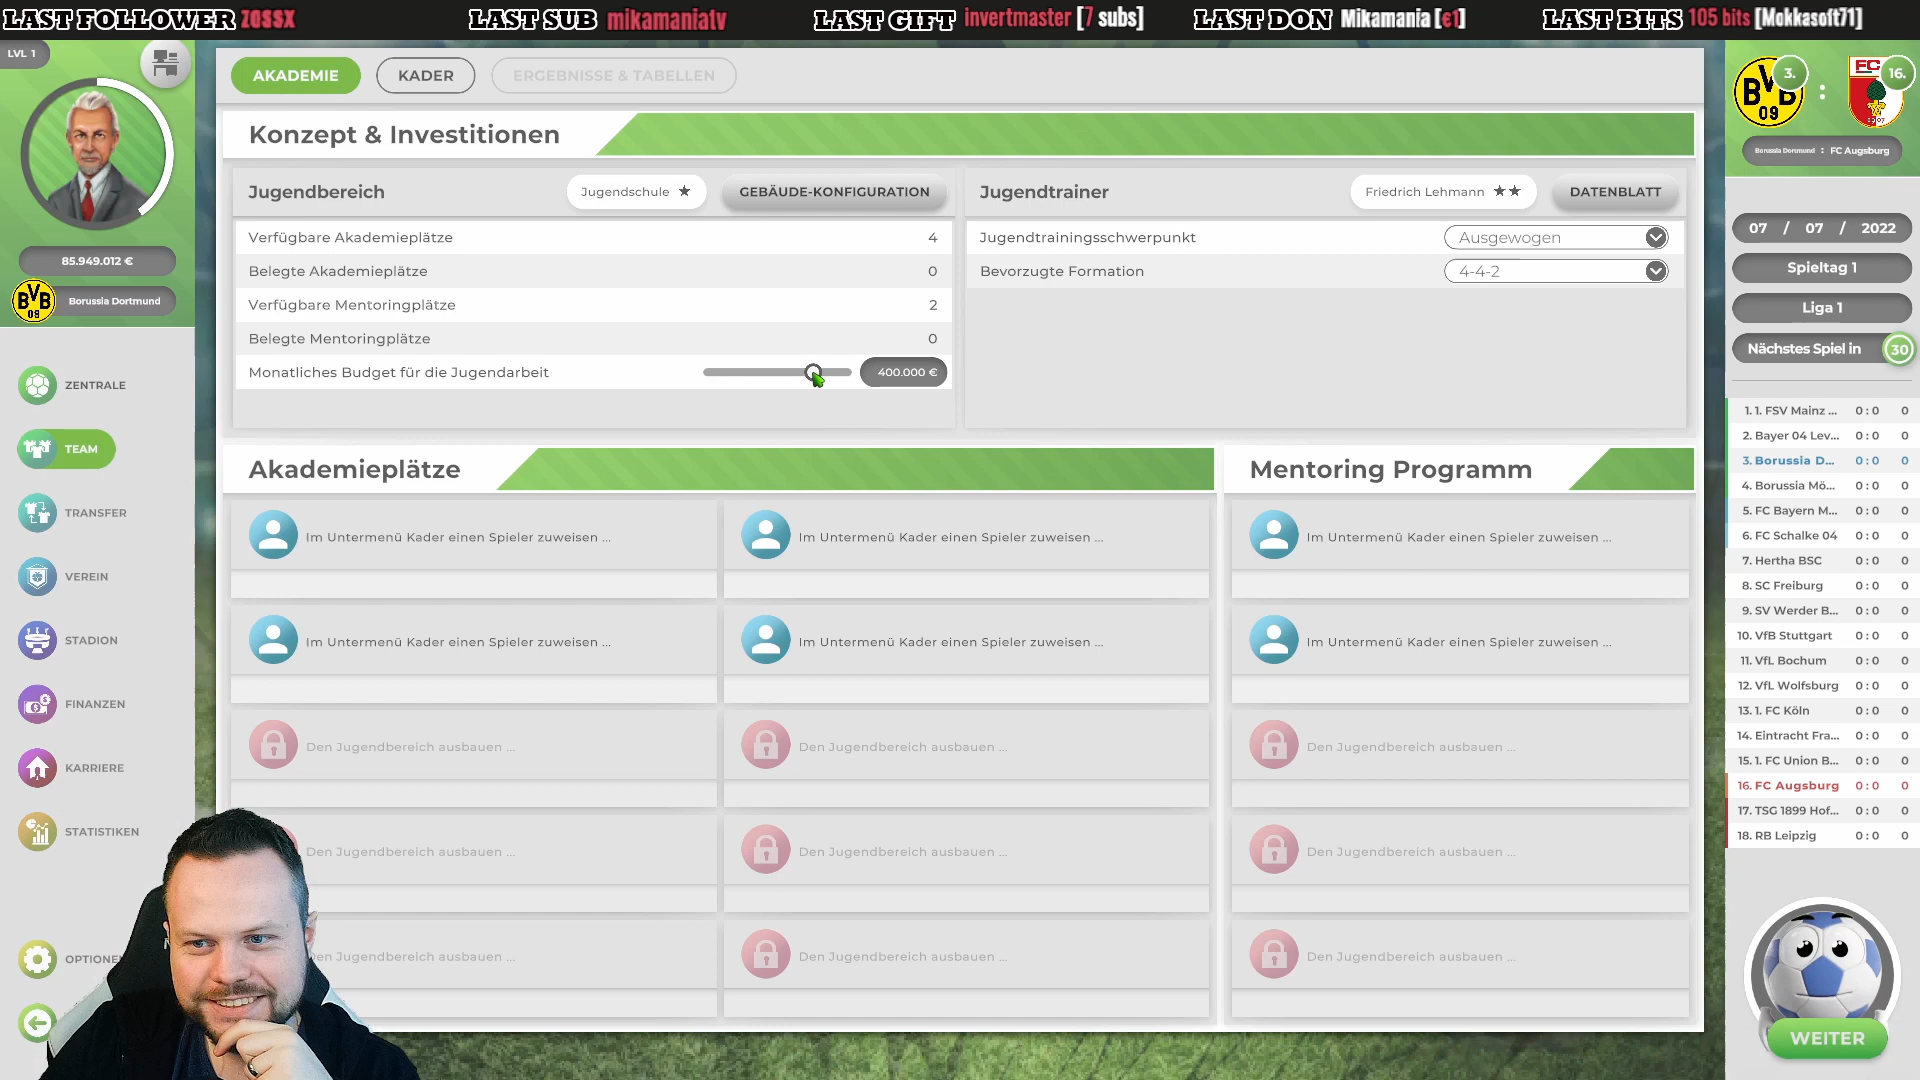 LAST FOLLOWER ZOSSX
LAST SUB mikamaniatv
LAST GIFT invertmaster [7 subs]
LAST DON Mikamania [€1]
LAST BITS 105 bits [Mokkasoft71]
LVL 1
85.949.012 €
BVB 09
Borussia Dortmund
ZENTRALE
TEAM
TRANSFER
VEREIN
STADION
FINANZEN
KARRIERE
STATISTIKEN
OPTIONE
AKADEMIE
KADER
ERGEBNISSE & TABELLEN
Konzept & Investitionen
Jugendbereich
Jugendschule ★
GEBÄUDE-KONFIGURATION
Verfügbare Akademieplätze 4
Belegte Akademieplätze 0
Verfügbare Mentoringplätze 2
Belegte Mentoringplätze 0
Monatliches Budget für die Jugendarbeit 400.000 €
Jugendtrainer
Friedrich Lehmann ★★
DATENBLATT
Jugendtrainingsschwerpunkt Ausgewogen
Bevorzugte Formation 4-4-2
Akademieplätze
Im Untermenü Kader einen Spieler zuweisen ...
Im Untermenü Kader einen Spieler zuweisen ...
Im Untermenü Kader einen Spieler zuweisen ...
Im Untermenü Kader einen Spieler zuweisen ...
Den Jugendbereich ausbauen ...
Den Jugendbereich ausbauen ...
Den Jugendbereich ausbauen ...
Den Jugendbereich ausbauen ...
en Jugendbereich ausbauen ...
Den Jugendbereich ausbauen ...
Mentoring Programm
Im Untermenü Kader einen Spieler zuweisen ...
Im Untermenü Kader einen Spieler zuweisen ...
Den Jugendbereich ausbauen ...
Den Jugendbereich ausbauen ...
Den Jugendbereich ausbauen ...
BVB 09 3. : FC 16.
Borussia Dortmund : FC Augsburg
07 / 07 / 2022
Spieltag 1
Liga 1
Nächstes Spiel in 30
1. 1. FSV Mainz ... 0 : 0 0
2. Bayer 04 Lev... 0 : 0 0
3. Borussia D... 0 : 0 0
4. Borussia Mö... 0 : 0 0
5. FC Bayern M... 0 : 0 0
6. FC Schalke 04 0 : 0 0
7. Hertha BSC 0 : 0 0
8. SC Freiburg 0 : 0 0
9. SV Werder B... 0 : 0 0
10. VfB Stuttgart 0 : 0 0
11. VfL Bochum 0 : 0 0
12. VfL Wolfsburg 0 : 0 0
13. 1. FC Köln 0 : 0 0
14. Eintracht Fra... 0 : 0 0
15. 1. FC Union B... 0 : 0 0
16. FC Augsburg 0 : 0 0
17. TSG 1899 Hof... 0 : 0 0
18. RB Leipzig 0 : 0 0
WEITER